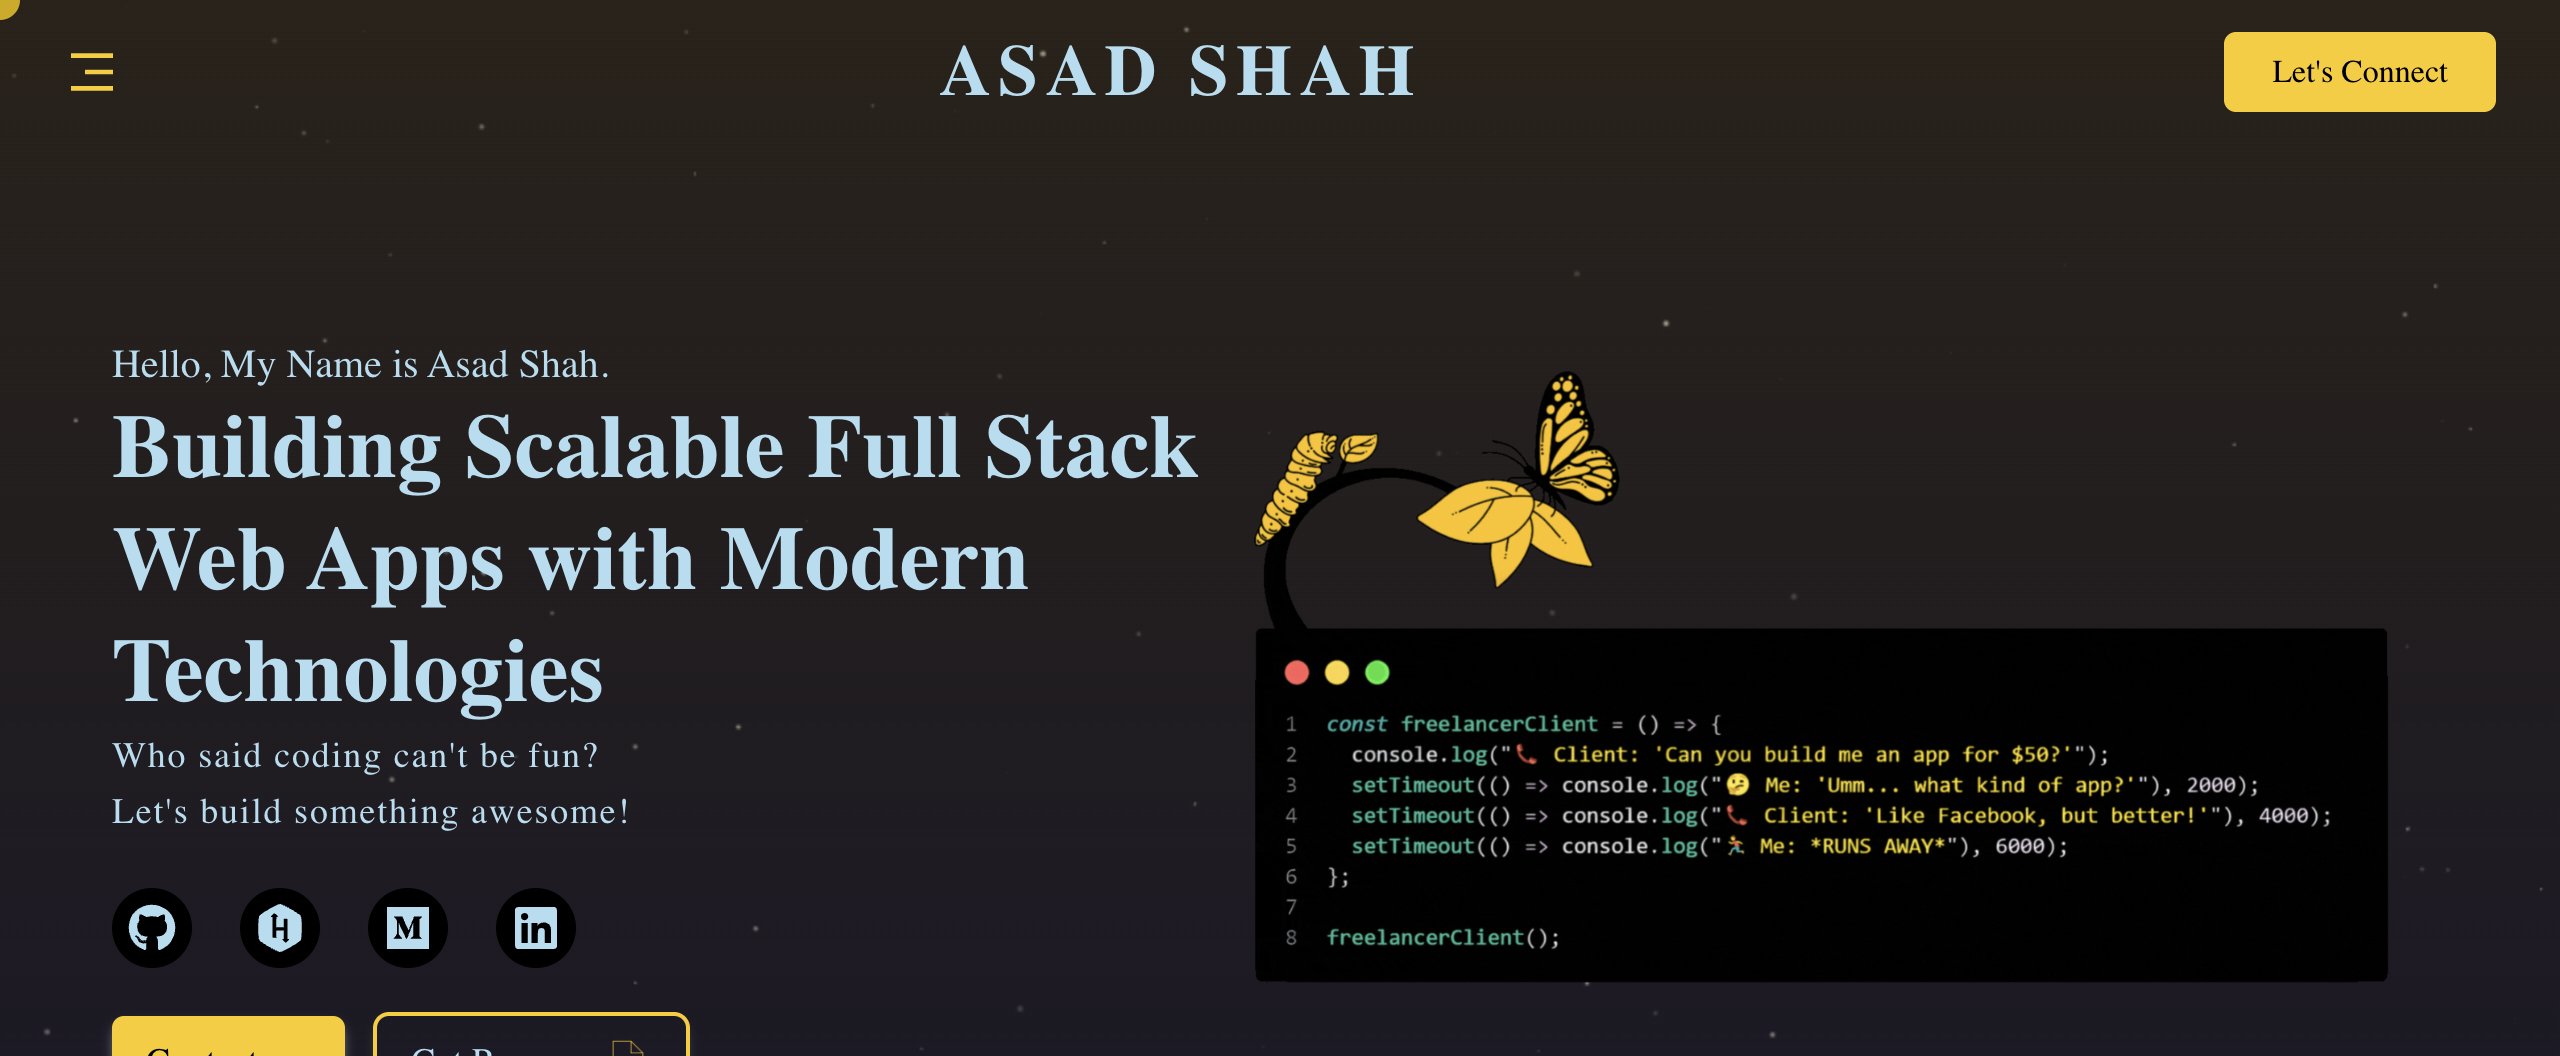 ASAD SHAH
Let's Connect
Hello, My Name is Asad Shah.
Building Scalable Full Stack
Web Apps with Modern
Technologies
Who said coding can't be fun?
Let's build something awesome!
1 const freelancerClient = () => {
2 console.log("📞 Client: 'Can you build me an app for $50?'");
3 setTimeout(() => console.log("🤔 Me: 'Umm... what kind of app?'"), 2000);
4 setTimeout(() => console.log("📞 Client: 'Like Facebook, but better!'"), 4000);
5 setTimeout(() => console.log("🏃 Me: *RUNS AWAY*"), 6000);
6 };
7
8 freelancerClient();